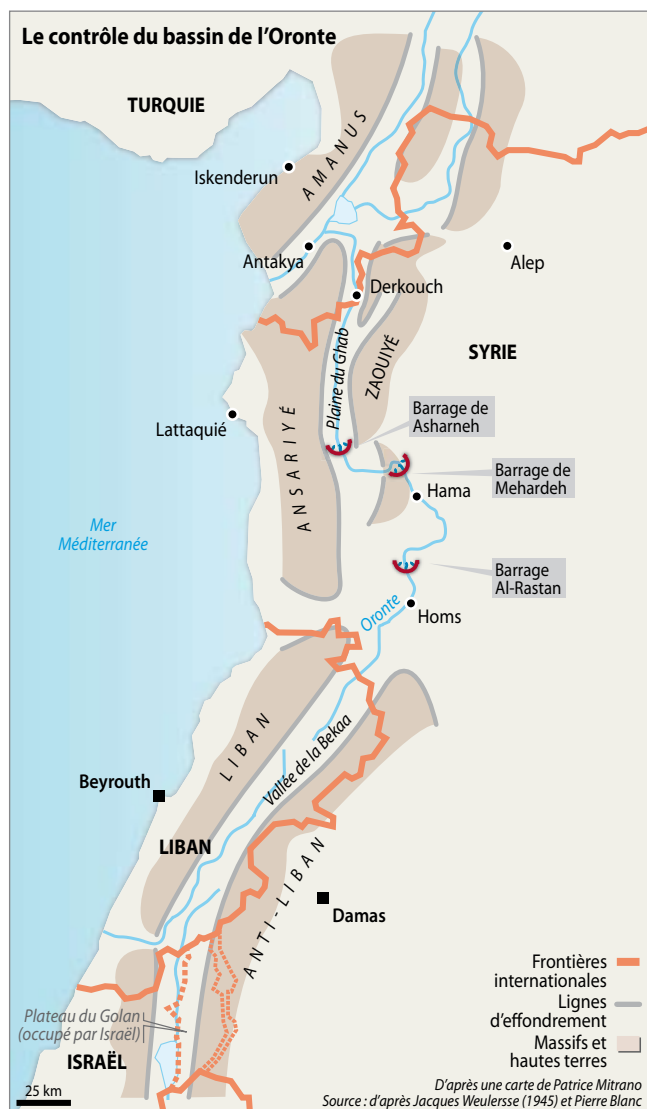 Le contrôle du bassin de l'Oronte
TURQUIE
AMANUS
Iskenderun
Antakya
Alep
Derkouch
SYRIE
Plaine du Ghab
ZAOUIYÉ
Barrage de
Asharneh
Lattaquié
ANSARIYÉ
Barrage de
Mehardeh
Hama
Mer
Méditerranée
Barrage
Al-Rastan
Oronte
Homs
LIBAN
Vallée de la Bekaa
Beyrouth
LIBAN
ANTI-LIBAN
Damas
Frontières
internationales
Lignes
d'effondrement
Massifs et
hautes terres
Plateau du Golan
(occupé par Israël)
ISRAËL
25 km
D'après une carte de Patrice Mitrano
Source : d'après Jacques Weulersse (1945) et Pierre Blanc